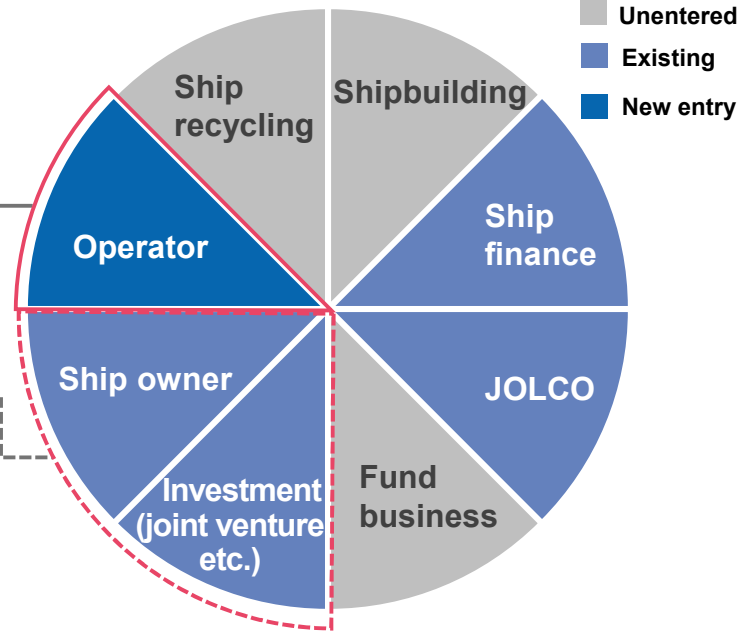 Unentered
Existing
New entry
Ship
recycling
Shipbuilding
Ship
finance
Operator
Ship owner
JOLCO
Investment
(joint venture
etc.)
Fund
business